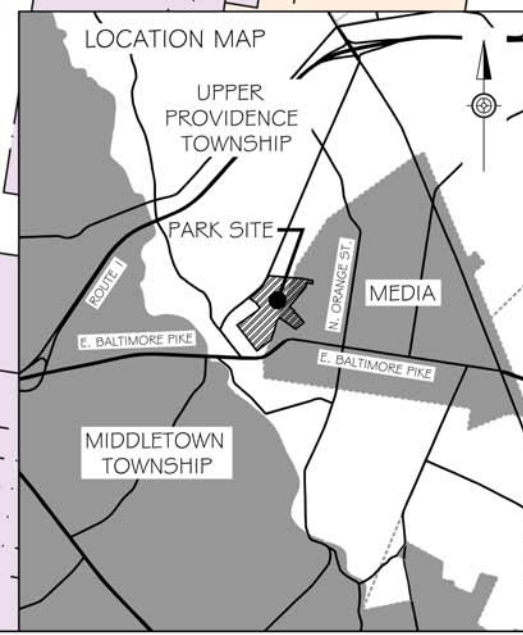 LOCATION MAP
UPPER
PROVIDENCE
TOWNSHIP
PARK SITE
ROUTE 1
N. ORANGE ST.
MEDIA
E. BALTIMORE PIKE
E. BALTIMORE PIKE
MIDDLETOWN
TOWNSHIP